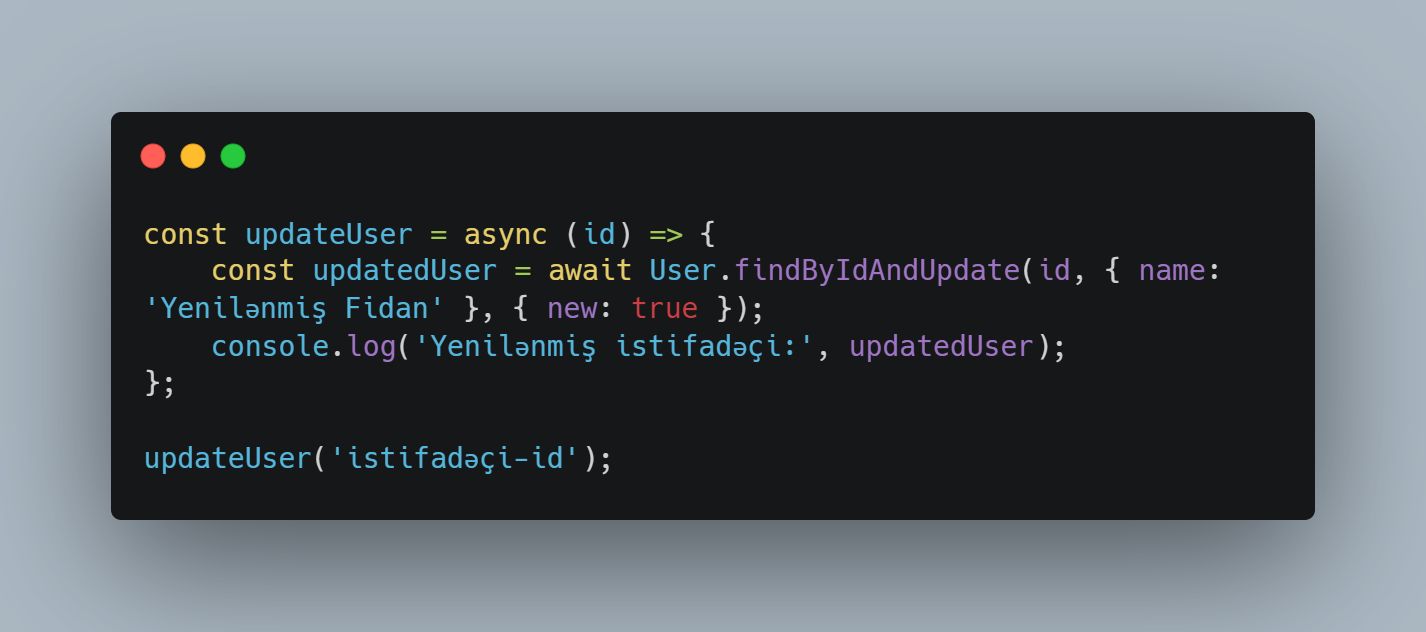 const updateUser = async (id) => {
    const updatedUser = await User.findByIdAndUpdate(id, { name:
'Yenilənmiş Fidan' }, { new: true });
    console.log('Yenilənmiş istifadəçi:', updatedUser);
};

updateUser('istifadəçi-id');